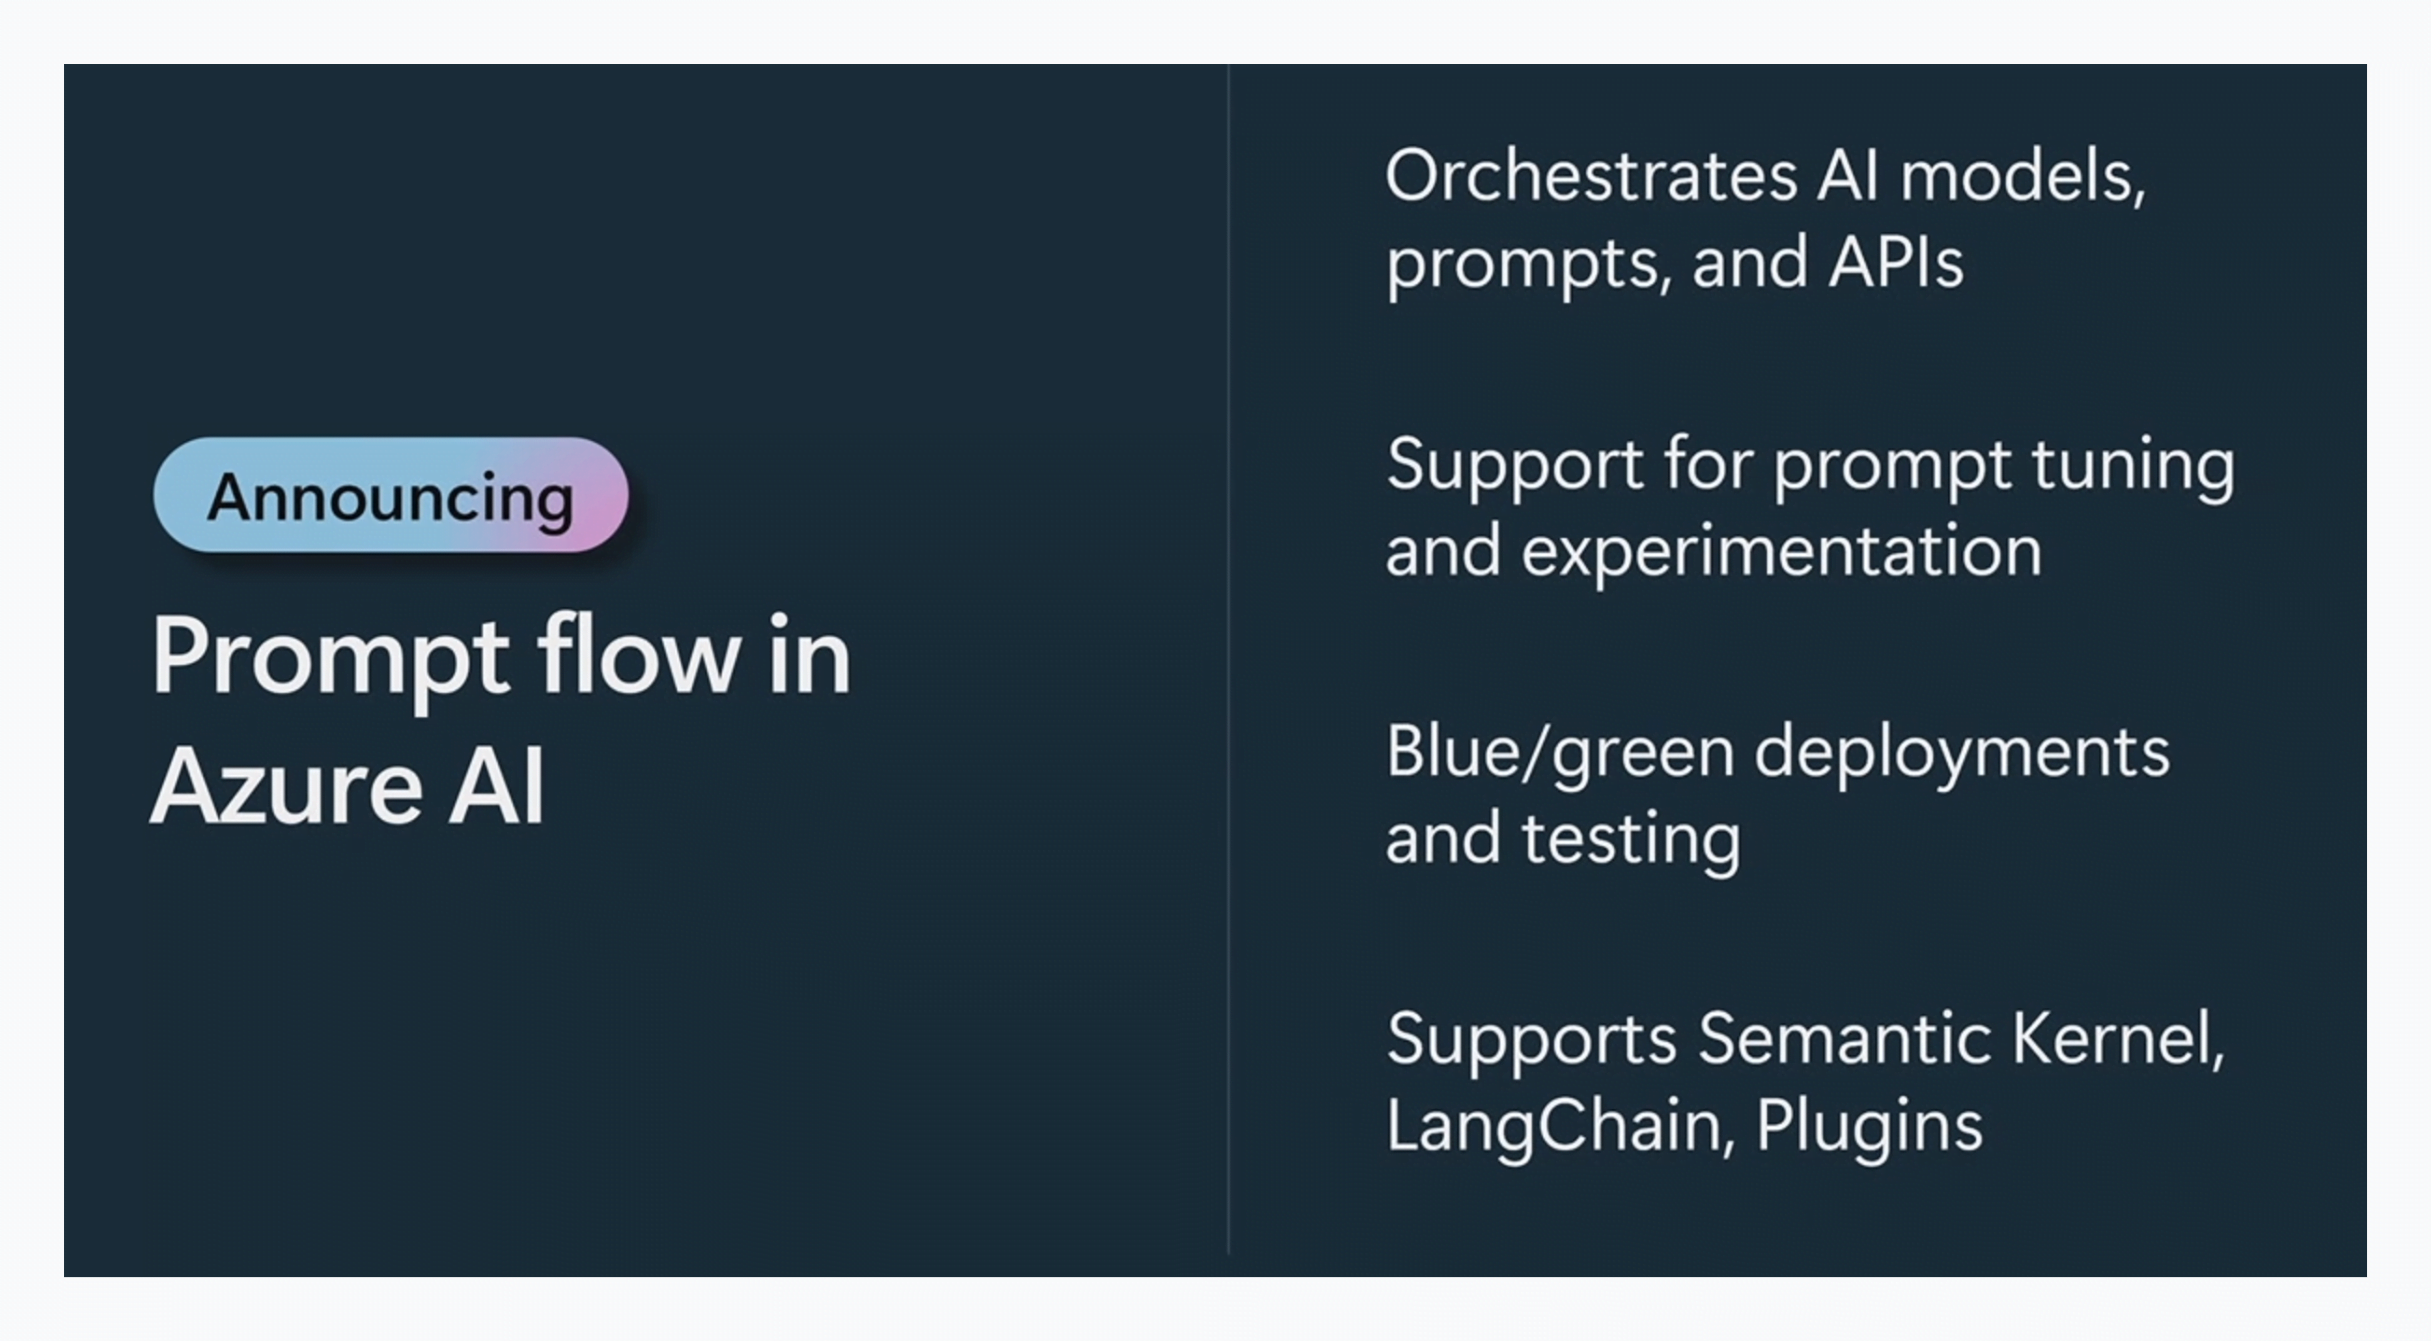 Announcing
Prompt flow in
Azure AI
Orchestrates AI models,
prompts, and APIs
Support for prompt tuning
and experimentation
Blue/green deployments
and testing
Supports Semantic Kernel,
LangChain, Plugins